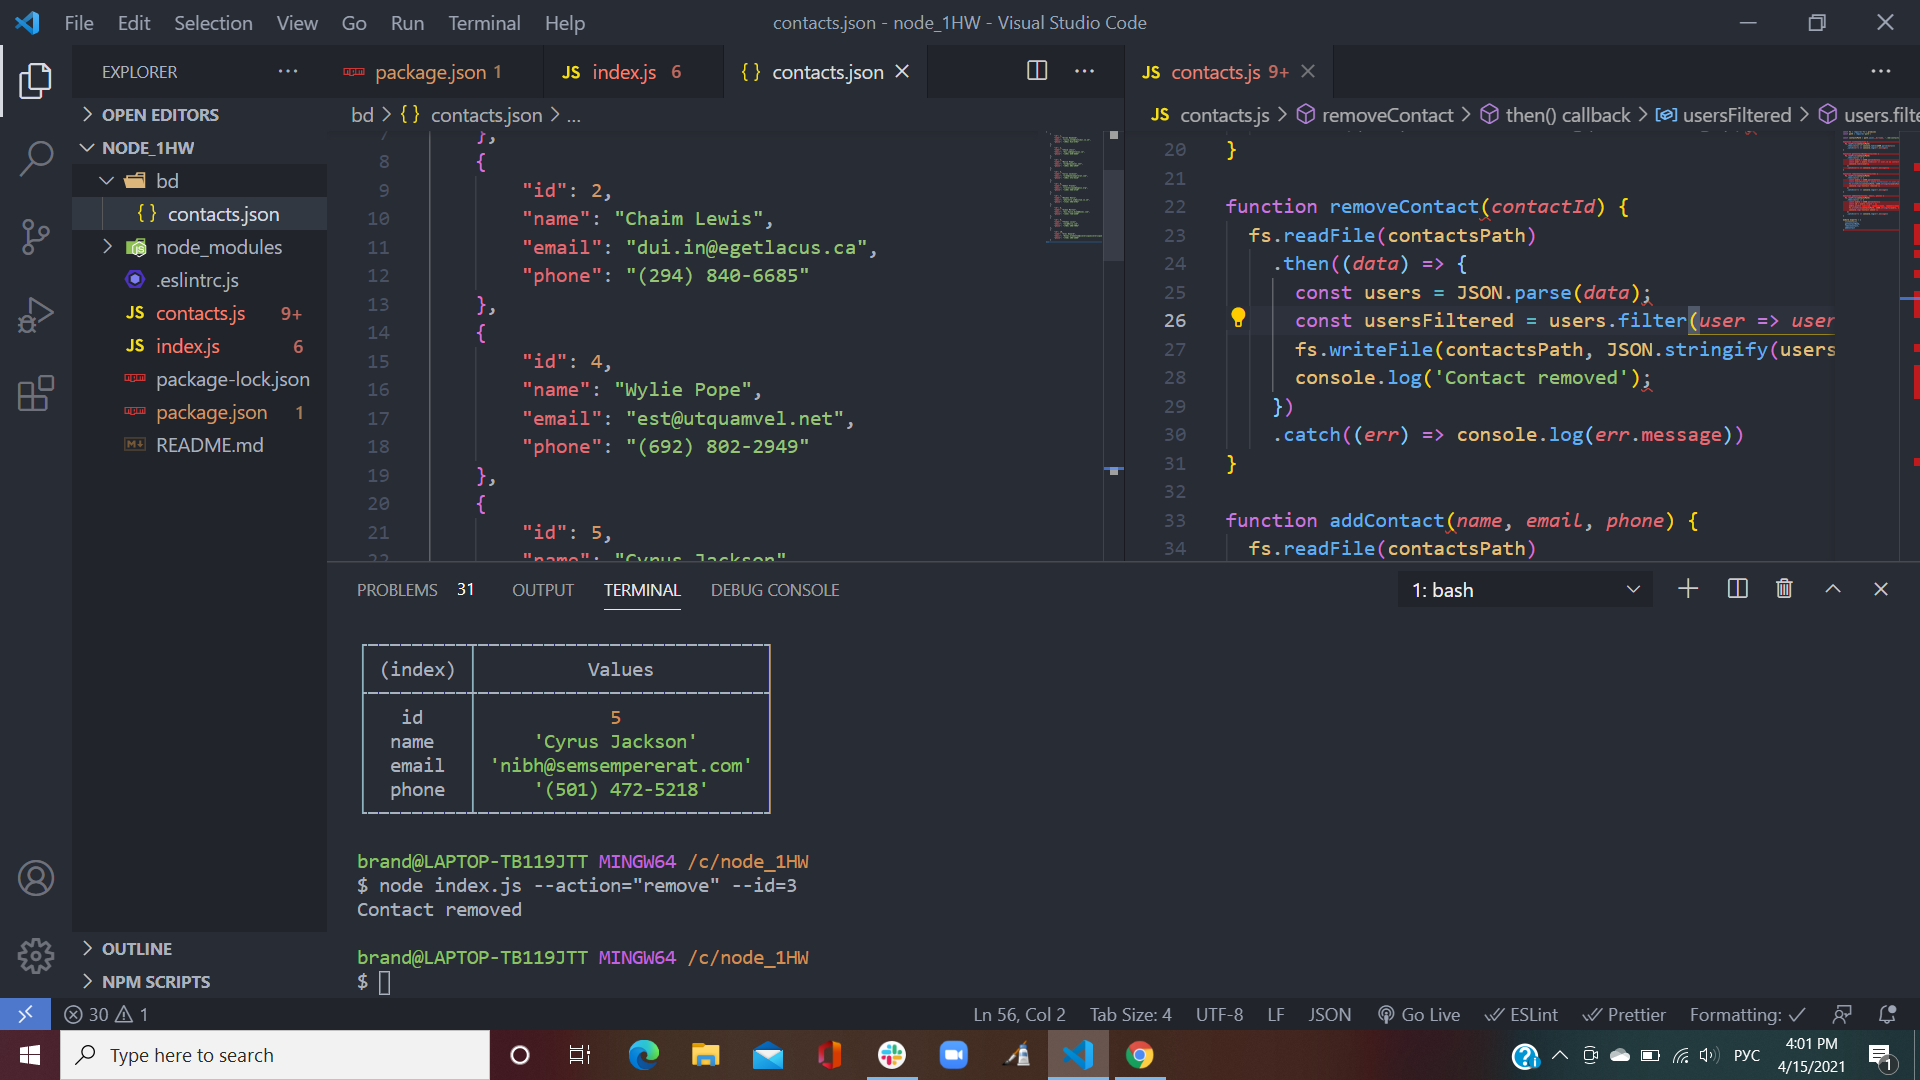 File Edit Selection View Go Run Terminal Help
contacts.json - node_1HW - Visual Studio Code
EXPLORER
package.json 1
JS index.js 6
{ } contacts.json
JS contacts.js 9+
OPEN EDITORS
NODE_1HW
bd
{ } contacts.json
node_modules
.eslintrc.js
JS contacts.js 9+
JS index.js 6
package-lock.json
package.json 1
README.md
OUTLINE
NPM SCRIPTS
bd > { } contacts.json > ...
7 },
8 {
9 "id": 2,
10 "name": "Chaim Lewis",
11 "email": "dui.in@egetlacus.ca",
12 "phone": "(294) 840-6685"
13 },
14 {
15 "id": 4,
16 "name": "Wylie Pope",
17 "email": "est@utquamvel.net",
18 "phone": "(692) 802-2949"
19 },
20 {
21 "id": 5,
22 "name": "Cyrus Jackson"
JS contacts.js > removeContact > then() callback > usersFiltered > users.filte
20 }
21
22 function removeContact(contactId) {
23 fs.readFile(contactsPath)
24 .then((data) => {
25 const users = JSON.parse(data);
26 const usersFiltered = users.filter(user => user
27 fs.writeFile(contactsPath, JSON.stringify(users
28 console.log('Contact removed');
29 })
30 .catch((err) => console.log(err.message))
31 }
32
33 function addContact(name, email, phone) {
34 fs.readFile(contactsPath)
PROBLEMS 31 OUTPUT TERMINAL DEBUG CONSOLE
1: bash
(index) Values
id 5
name 'Cyrus Jackson'
email 'nibh@semsempererat.com'
phone '(501) 472-5218'
brand@LAPTOP-TB119JTT MINGW64 /c/node_1HW
$ node index.js --action="remove" --id=3
Contact removed
brand@LAPTOP-TB119JTT MINGW64 /c/node_1HW
$
30 1
Ln 56, Col 2 Tab Size: 4 UTF-8 LF JSON Go Live ESLint Prettier Formatting:
Type here to search
РУС
4:01 PM
4/15/2021
1